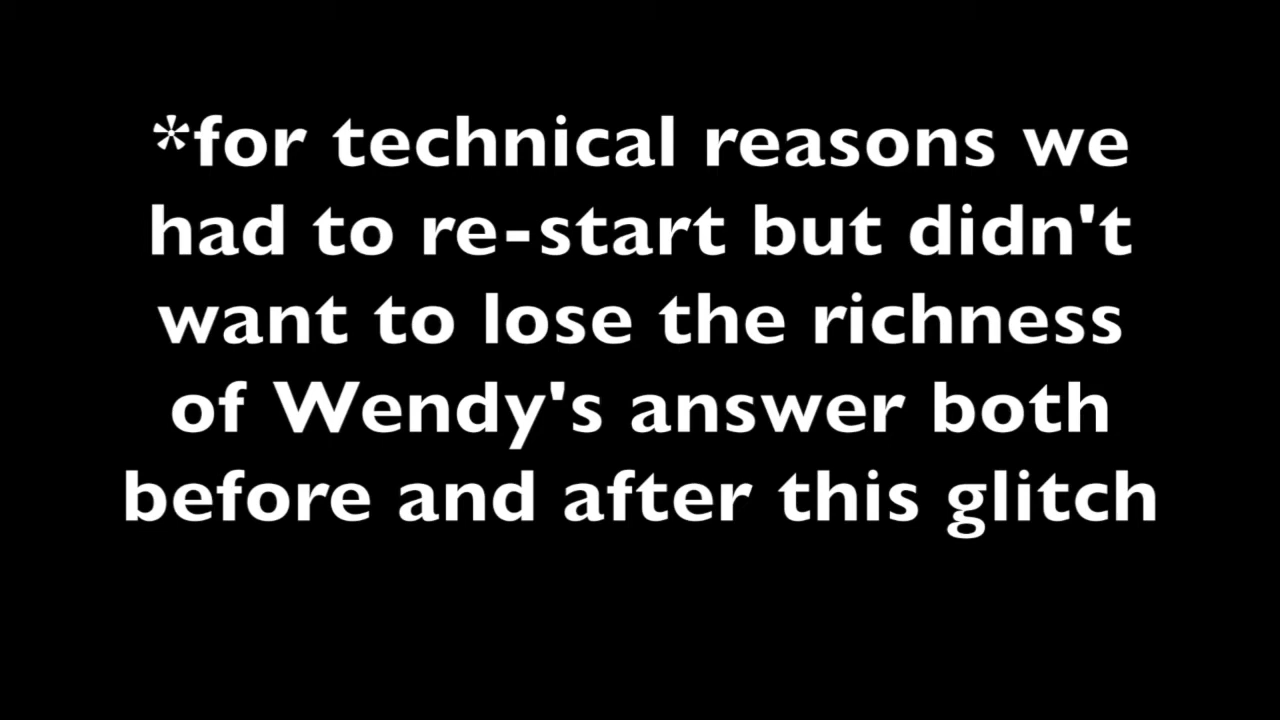 *for technical reasons we
had to re-start but didn't
want to lose the richness
of Wendy's answer both
before and after this glitch